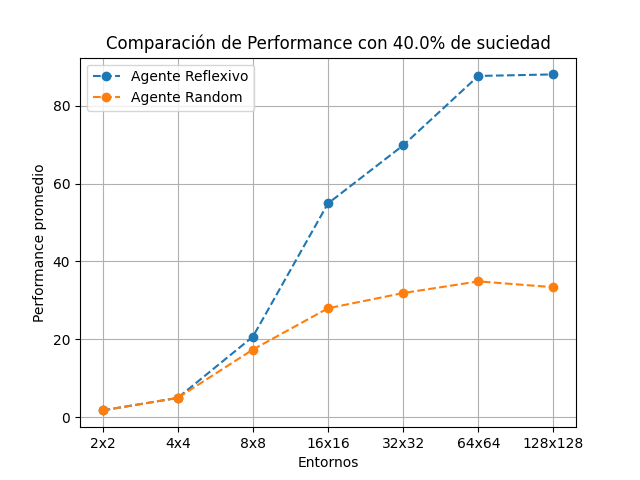 Comparación de Performance con 40.0% de suciedad
Agente Reflexivo
Agente Random
Performance promedio
80
60
40
20
0
2x2 4x4 8x8 16x16 32x32 64x64 128x128
Entornos